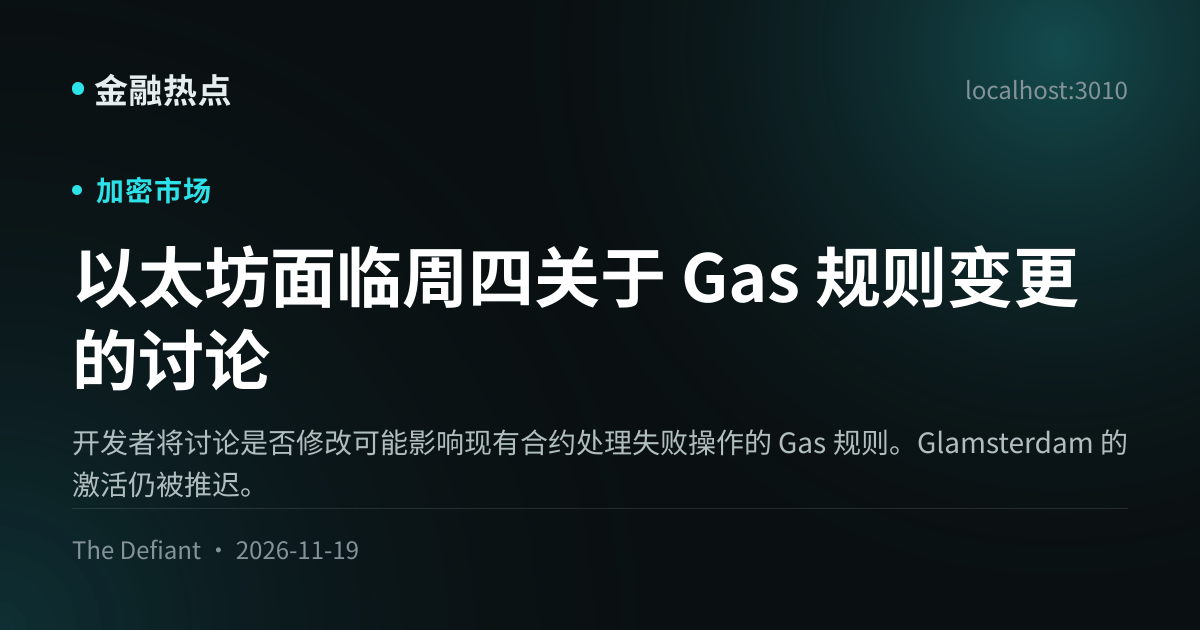 金融热点
localhost:3010
加密市场
以太坊面临周四关于 Gas 规则变更
的讨论
开发者将讨论是否修改可能影响现有合约处理失败操作的 Gas 规则。Glamsterdam 的
激活仍被推迟。
The Defiant • 2026-11-19